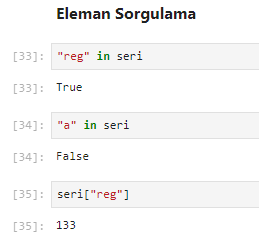 Eleman Sorgulama
[33]: "reg" in seri
[33]: True
[34]: "a" in seri
[34]: False
[35]: seri["reg"]
[35]: 133